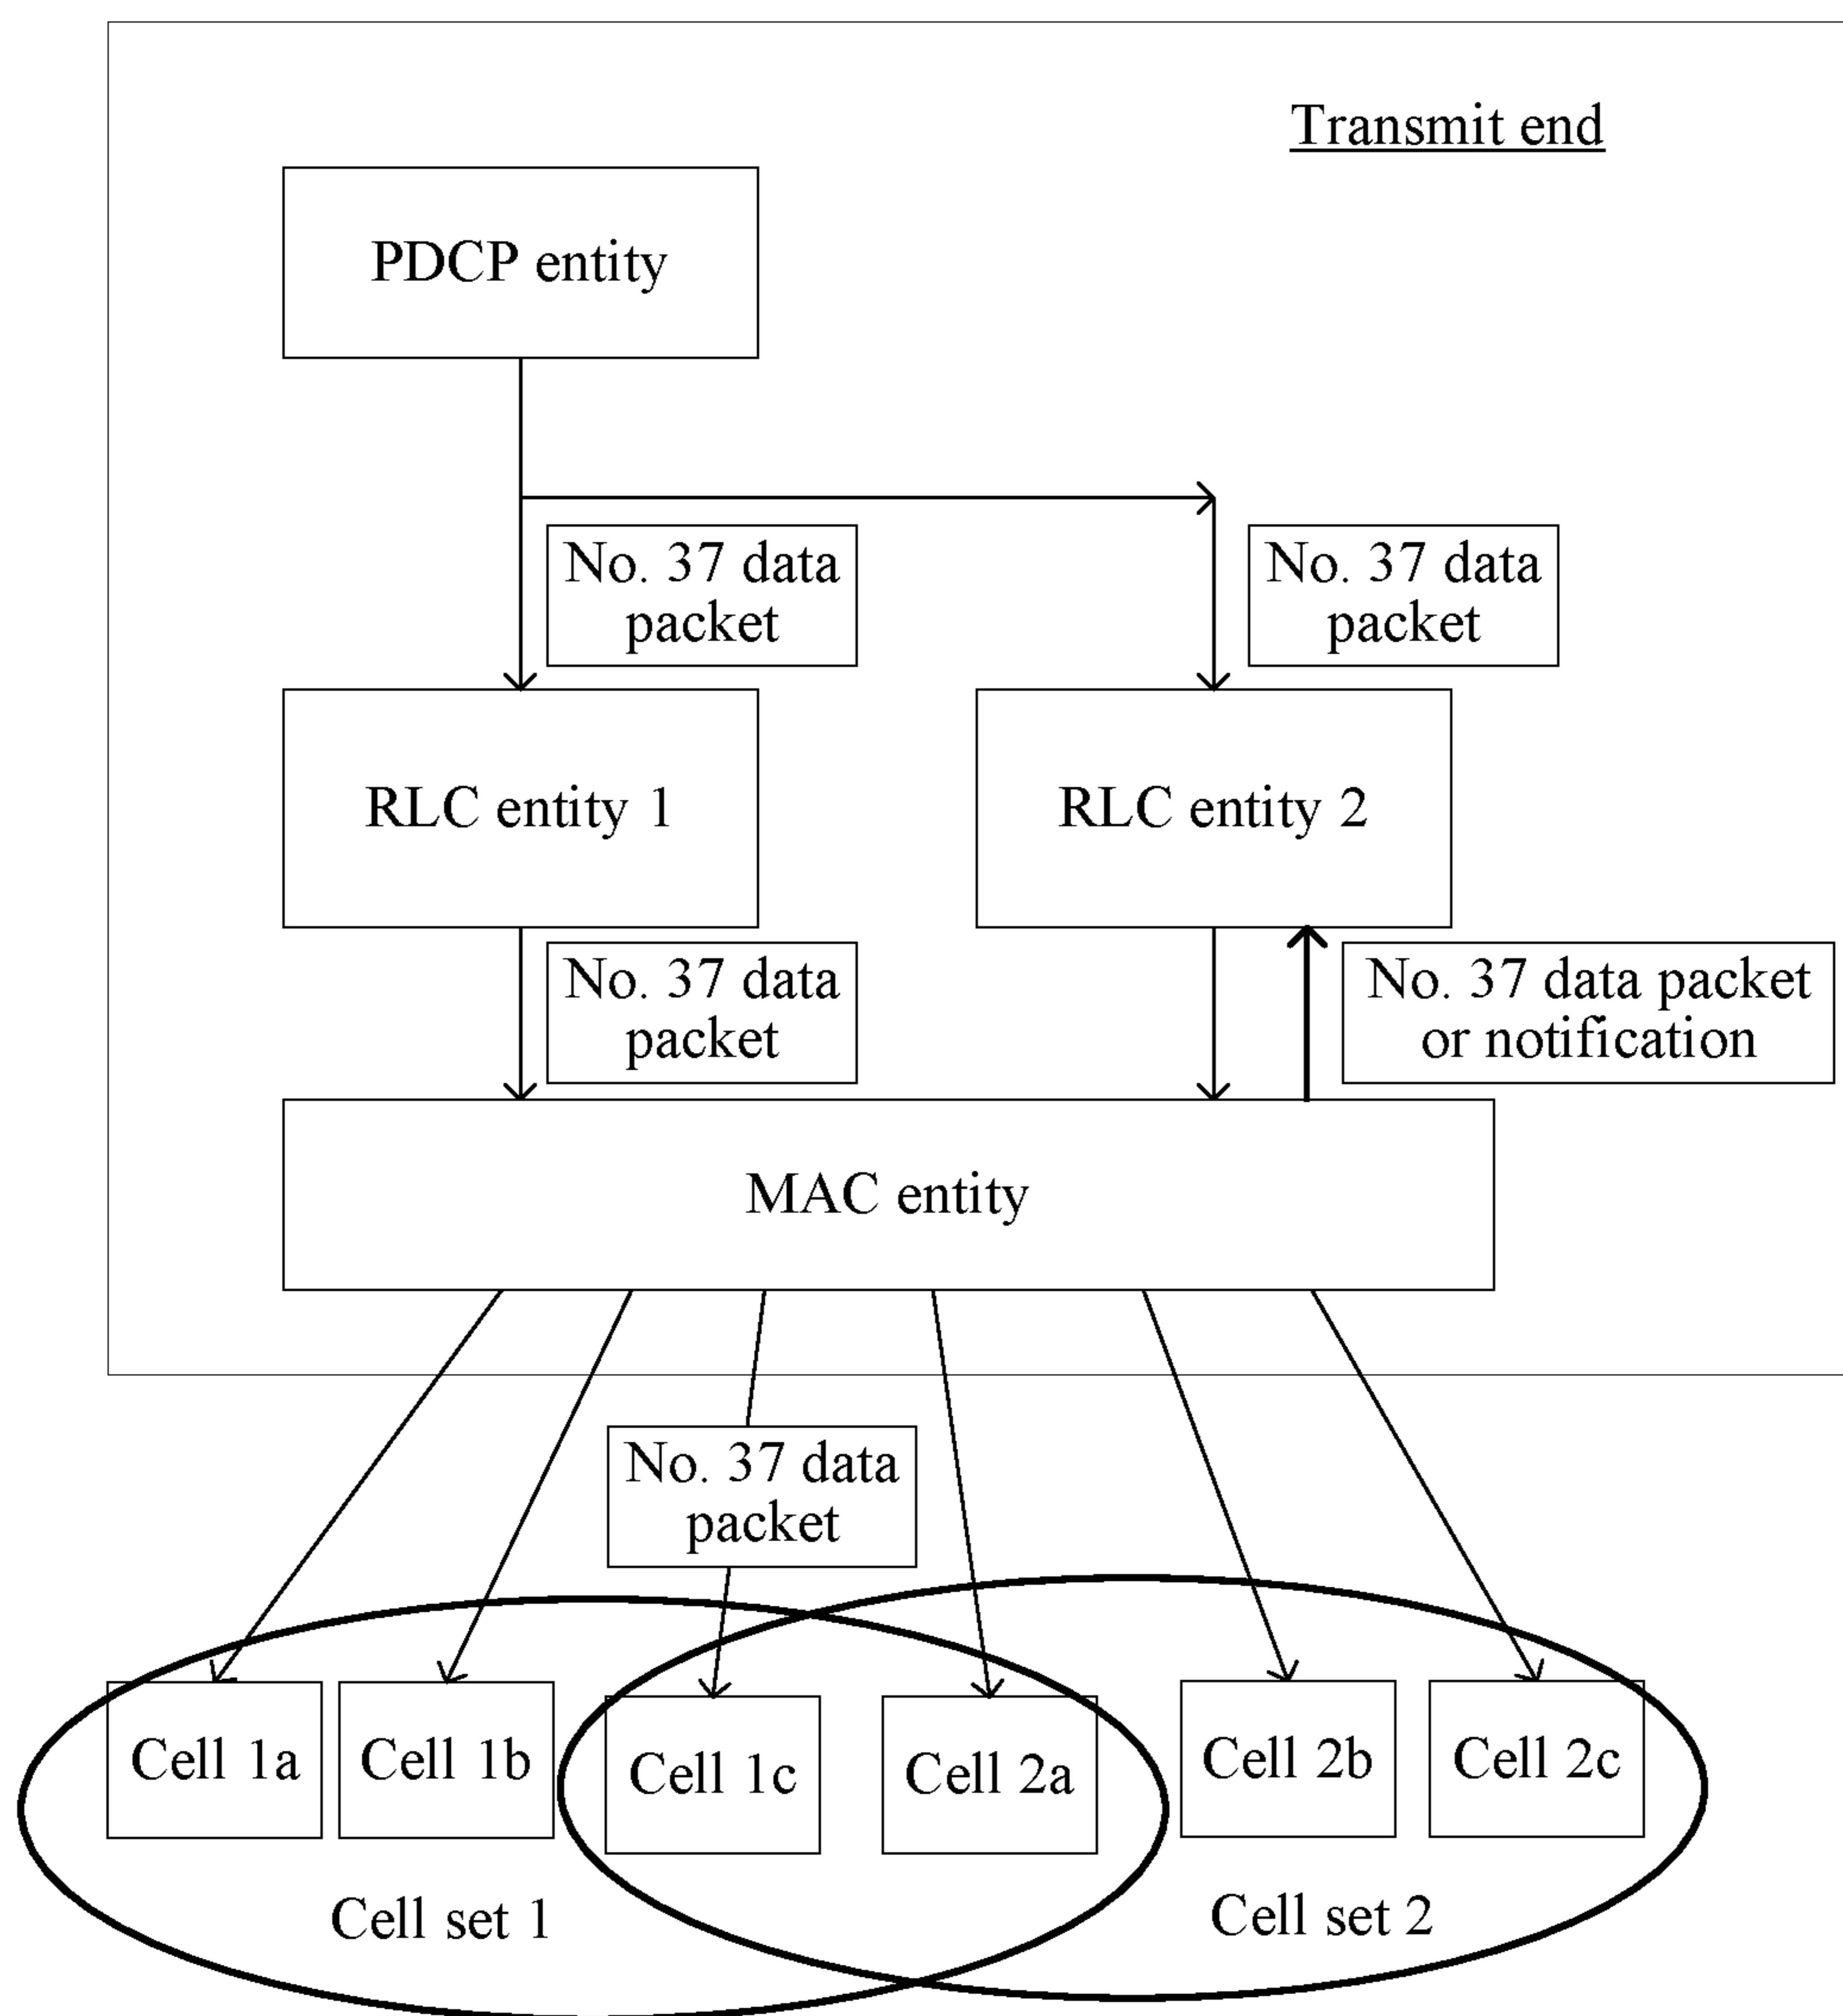 Transmit end
PDCP entity
No. 37 data
packet
No. 37 data
packet
RLC entity 1
RLC entity 2
No. 37 data
packet
No. 37 data packet
or notification
MAC entity
No. 37 data
packet
Cell 1a
Cell 1b
Cell 1c
Cell 2a
Cell 2b
Cell 2c
Cell set 1
Cell set 2